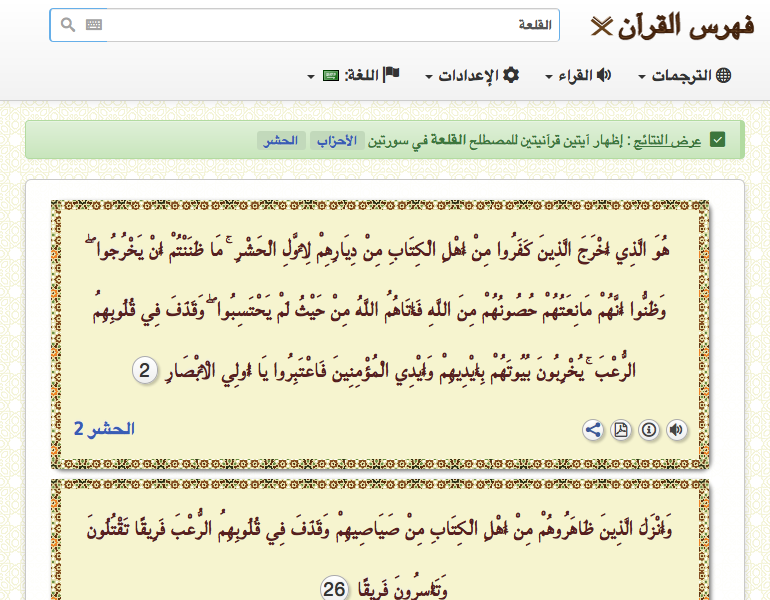 فهرس القرآن
القلعة
الترجمات
القراء
الإعدادات
اللغة:
عرض النتائج : إظهار آيتين قرآنيتين للمصطلح القلعة في سورتين الأحزاب الحشر
هُوَ الَّذِي أَخْرَجَ الَّذِينَ كَفَرُوا مِنْ أَهْلِ الْكِتَابِ مِنْ دِيَارِهِمْ لِأَوَّلِ الْحَشْرِ ۚ مَا ظَنَنْتُمْ أَنْ يَخْرُجُوا ۖ
وَظَنُّوا أَنَّهُمْ مَانِعَتُهُمْ حُصُونُهُمْ مِنَ اللَّهِ فَأَتَاهُمُ اللَّهُ مِنْ حَيْثُ لَمْ يَحْتَسِبُوا ۖ وَقَذَفَ فِي قُلُوبِهِمُ
الرُّعْبَ ۚ يُخْرِبُونَ بُيُوتَهُمْ بِأَيْدِيهِمْ وَأَيْدِي الْمُؤْمِنِينَ فَاعْتَبِرُوا يَا أُولِي الْأَبْصَارِ 2
الحشر 2
وَأَنْزَلَ الَّذِينَ ظَاهَرُوهُمْ مِنْ أَهْلِ الْكِتَابِ مِنْ صَيَاصِيهِمْ وَقَذَفَ فِي قُلُوبِهِمُ الرُّعْبَ فَرِيقًا تَقْتُلُونَ
وَتَأْسِرُونَ فَرِيقًا 26